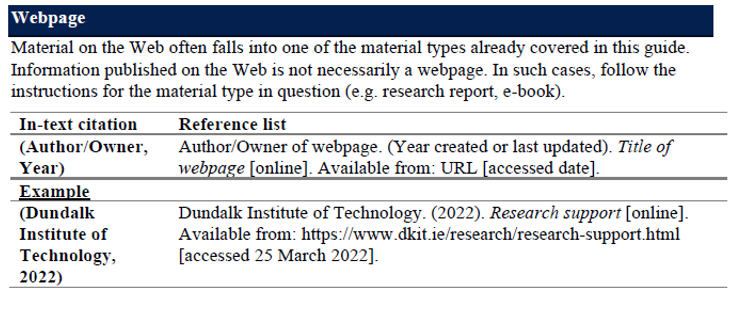 Webpage
Material on the Web often falls into one of the material types already covered in this guide.
Information published on the Web is not necessarily a webpage. In such cases, follow the
instructions for the material type in question (e.g. research report, e-book).
In-text citation Reference list
(Author/Owner, Year) Author/Owner of webpage. (Year created or last updated). Title of
webpage [online]. Available from: URL [accessed date].
Example
(Dundalk Institute of Technology, 2022) Dundalk Institute of Technology. (2022). Research support [online].
Available from: https://www.dkit.ie/research/research-support.html
[accessed 25 March 2022].